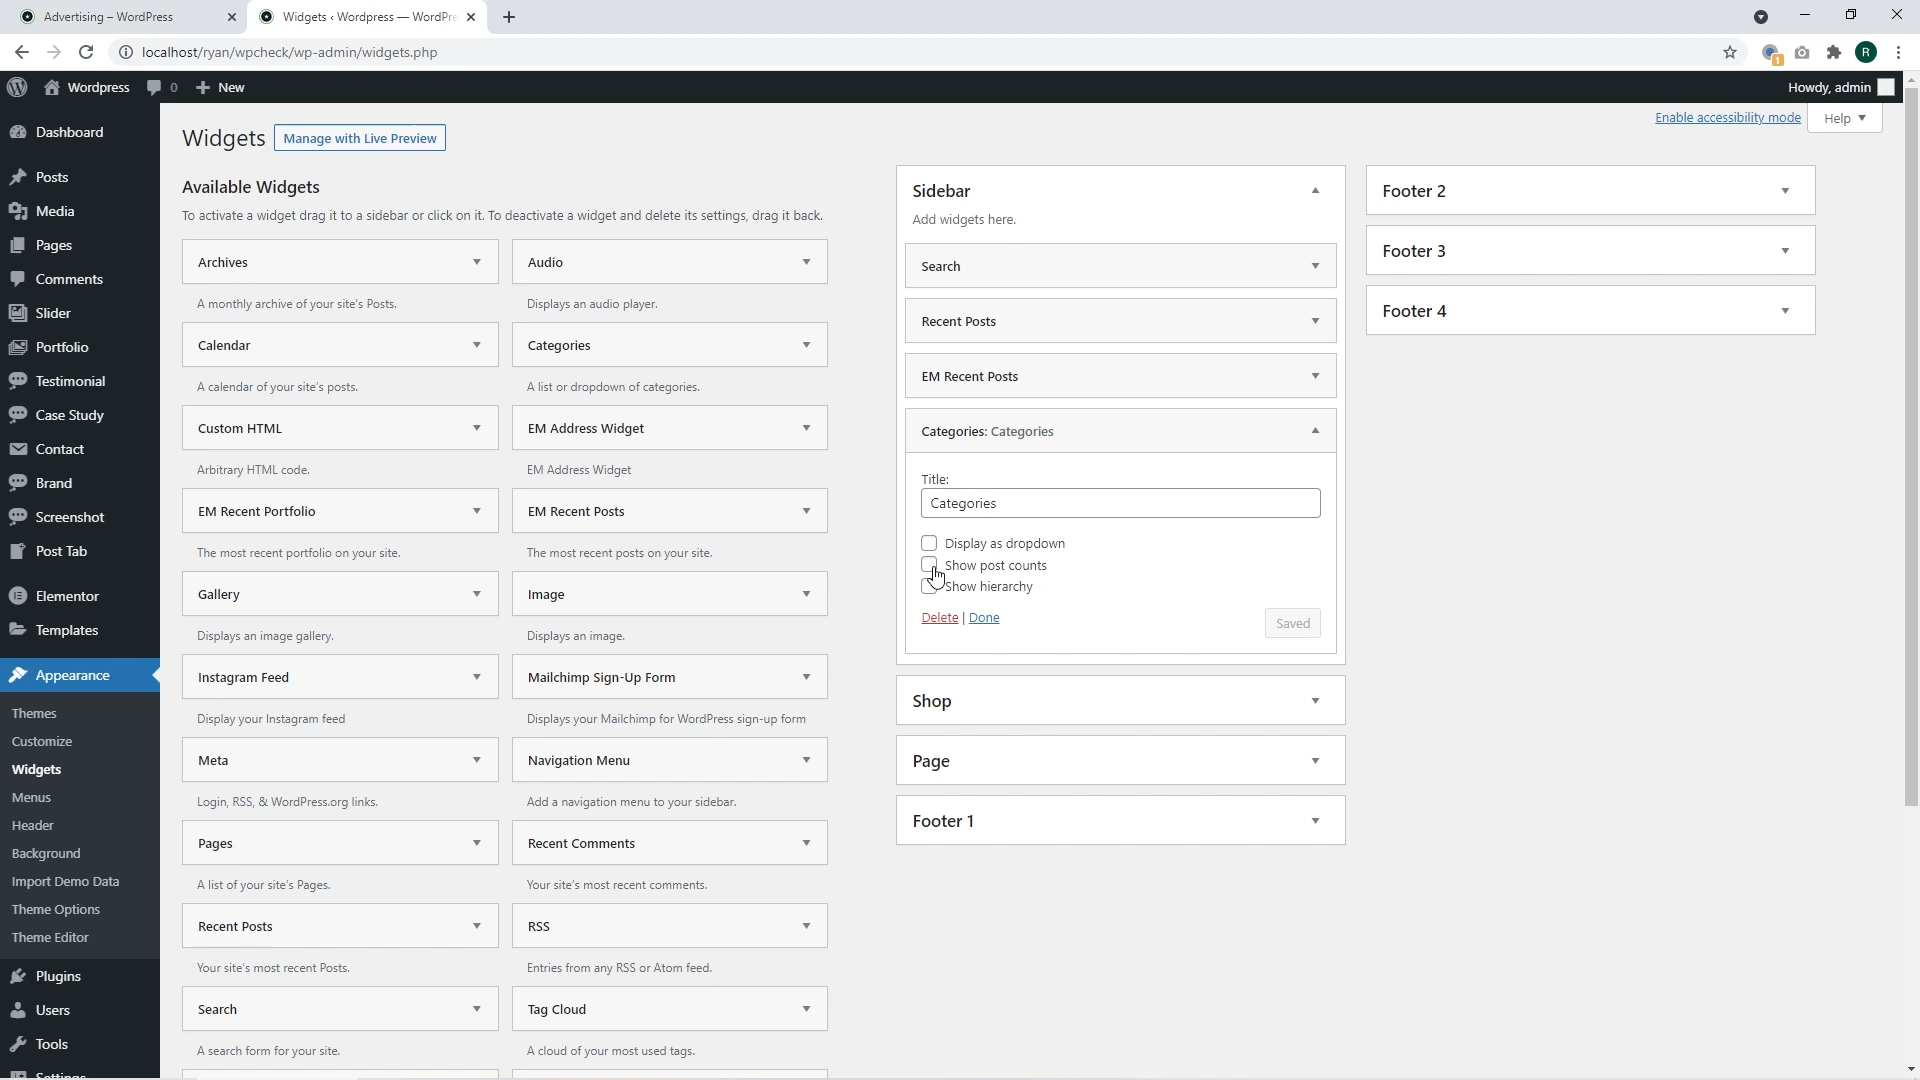 Advertising – WordPress
Widgets ‹ Wordpress — WordPre
localhost/ryan/wpcheck/wp-admin/widgets.php
1
R
Wordpress
0
New
Howdy, admin
Dashboard
Posts
Media
Pages
Comments
Slider
Portfolio
Testimonial
Case Study
Contact
Brand
Screenshot
Post Tab
Elementor
Templates
Appearance
Themes
Customize
Widgets
Menus
Header
Background
Import Demo Data
Theme Options
Theme Editor
Plugins
Users
Tools
Settings
Widgets
Manage with Live Preview
Enable accessibility mode
Help
Available Widgets
To activate a widget drag it to a sidebar or click on it. To deactivate a widget and delete its settings, drag it back.
Archives
A monthly archive of your site's Posts.
Audio
Displays an audio player.
Calendar
A calendar of your site's posts.
Categories
A list or dropdown of categories.
Custom HTML
Arbitrary HTML code.
EM Address Widget
EM Address Widget
EM Recent Portfolio
The most recent portfolio on your site.
EM Recent Posts
The most recent posts on your site.
Gallery
Displays an image gallery.
Image
Displays an image.
Instagram Feed
Display your Instagram feed
Mailchimp Sign-Up Form
Displays your Mailchimp for WordPress sign-up form
Meta
Login, RSS, & WordPress.org links.
Navigation Menu
Add a navigation menu to your sidebar.
Pages
A list of your site's Pages.
Recent Comments
Your site's most recent comments.
Recent Posts
Your site's most recent Posts.
RSS
Entries from any RSS or Atom feed.
Search
A search form for your site.
Tag Cloud
A cloud of your most used tags.
Sidebar
Add widgets here.
Search
Recent Posts
EM Recent Posts
Categories: Categories
Title:
Categories
Display as dropdown
Show post counts
Show hierarchy
Delete | Done
Saved
Shop
Page
Footer 1
Footer 2
Footer 3
Footer 4